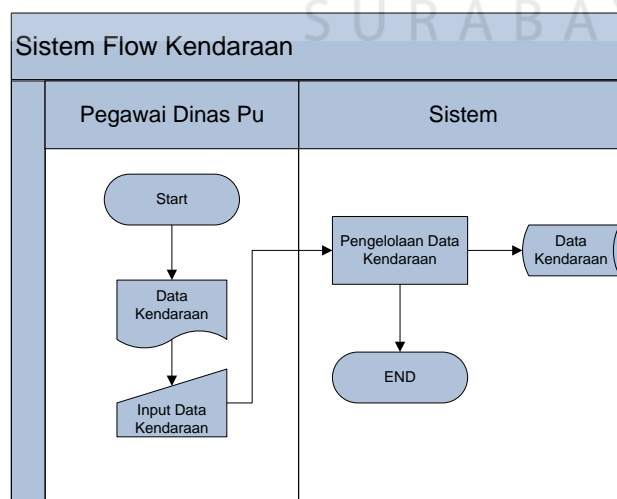 SURABAY
Sistem Flow Kendaraan
Pegawai Dinas Pu
Sistem
Start
Data
Kendaraan
Input Data
Kendaraan
Pengelolaan Data
Kendaraan
Data
Kendaraan
END